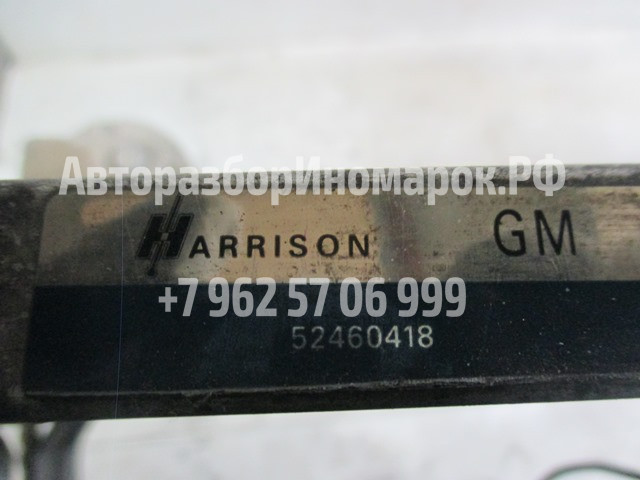 АвторазборИномарок.РФ
HARRISON GM
+7 962 57 06 999
52460418